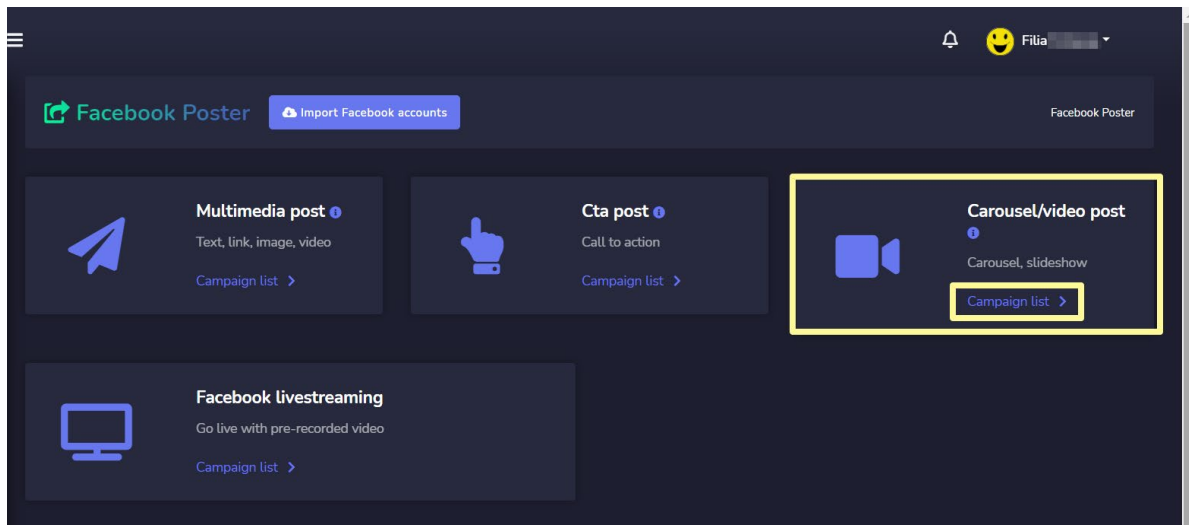 Filia
Facebook Poster
Import Facebook accounts
Facebook Poster
Multimedia post
Text, link, image, video
Campaign list
Cta post
Call to action
Campaign list
Carousel/video post
Carousel, slideshow
Campaign list
Facebook livestreaming
Go live with pre-recorded video
Campaign list